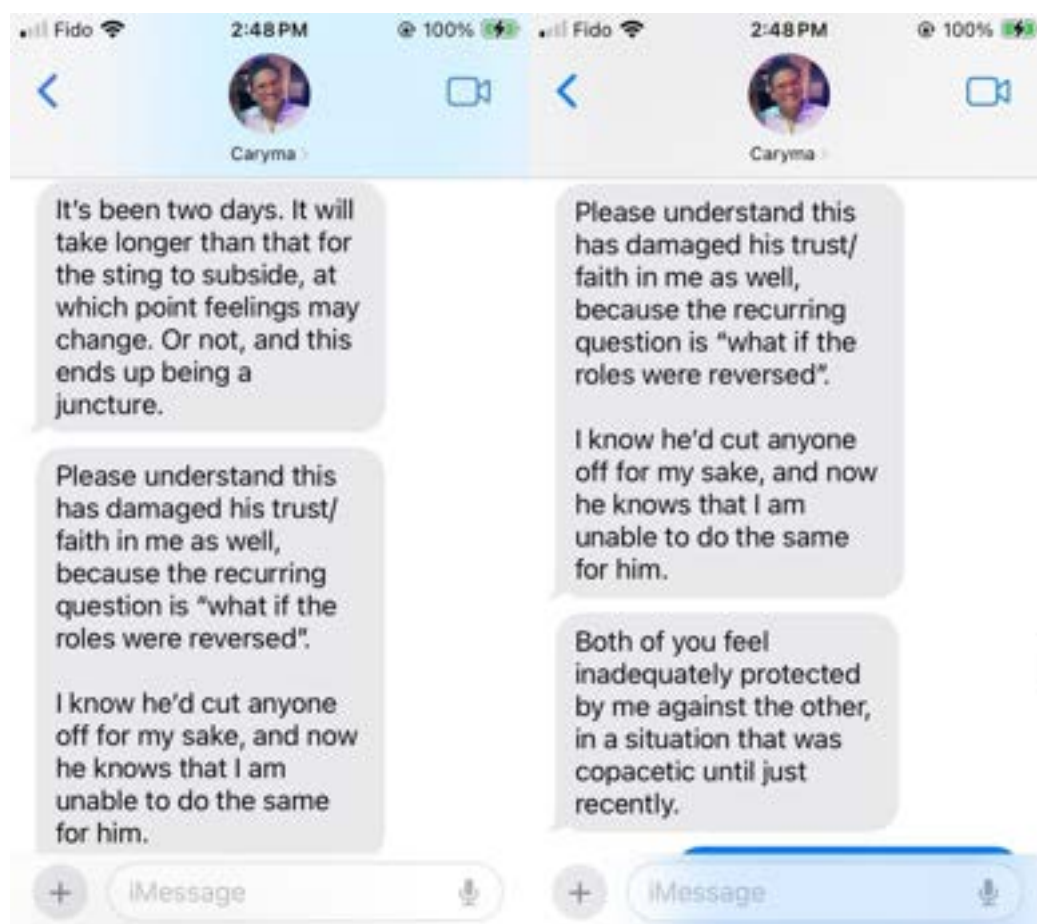 Fido 2:48 PM 100%
Caryma
It's been two days. It will
take longer than that for
the sting to subside, at
which point feelings may
change. Or not, and this
ends up being a
juncture.
Please understand this
has damaged his trust/
faith in me as well,
because the recurring
question is "what if the
roles were reversed".
I know he'd cut anyone
off for my sake, and now
he knows that I am
unable to do the same
for him.
iMessage
Fido 2:48 PM 100%
Caryma
Please understand this
has damaged his trust/
faith in me as well,
because the recurring
question is "what if the
roles were reversed".
I know he'd cut anyone
off for my sake, and now
he knows that I am
unable to do the same
for him.
Both of you feel
inadequately protected
by me against the other,
in a situation that was
copacetic until just
recently.
iMessage